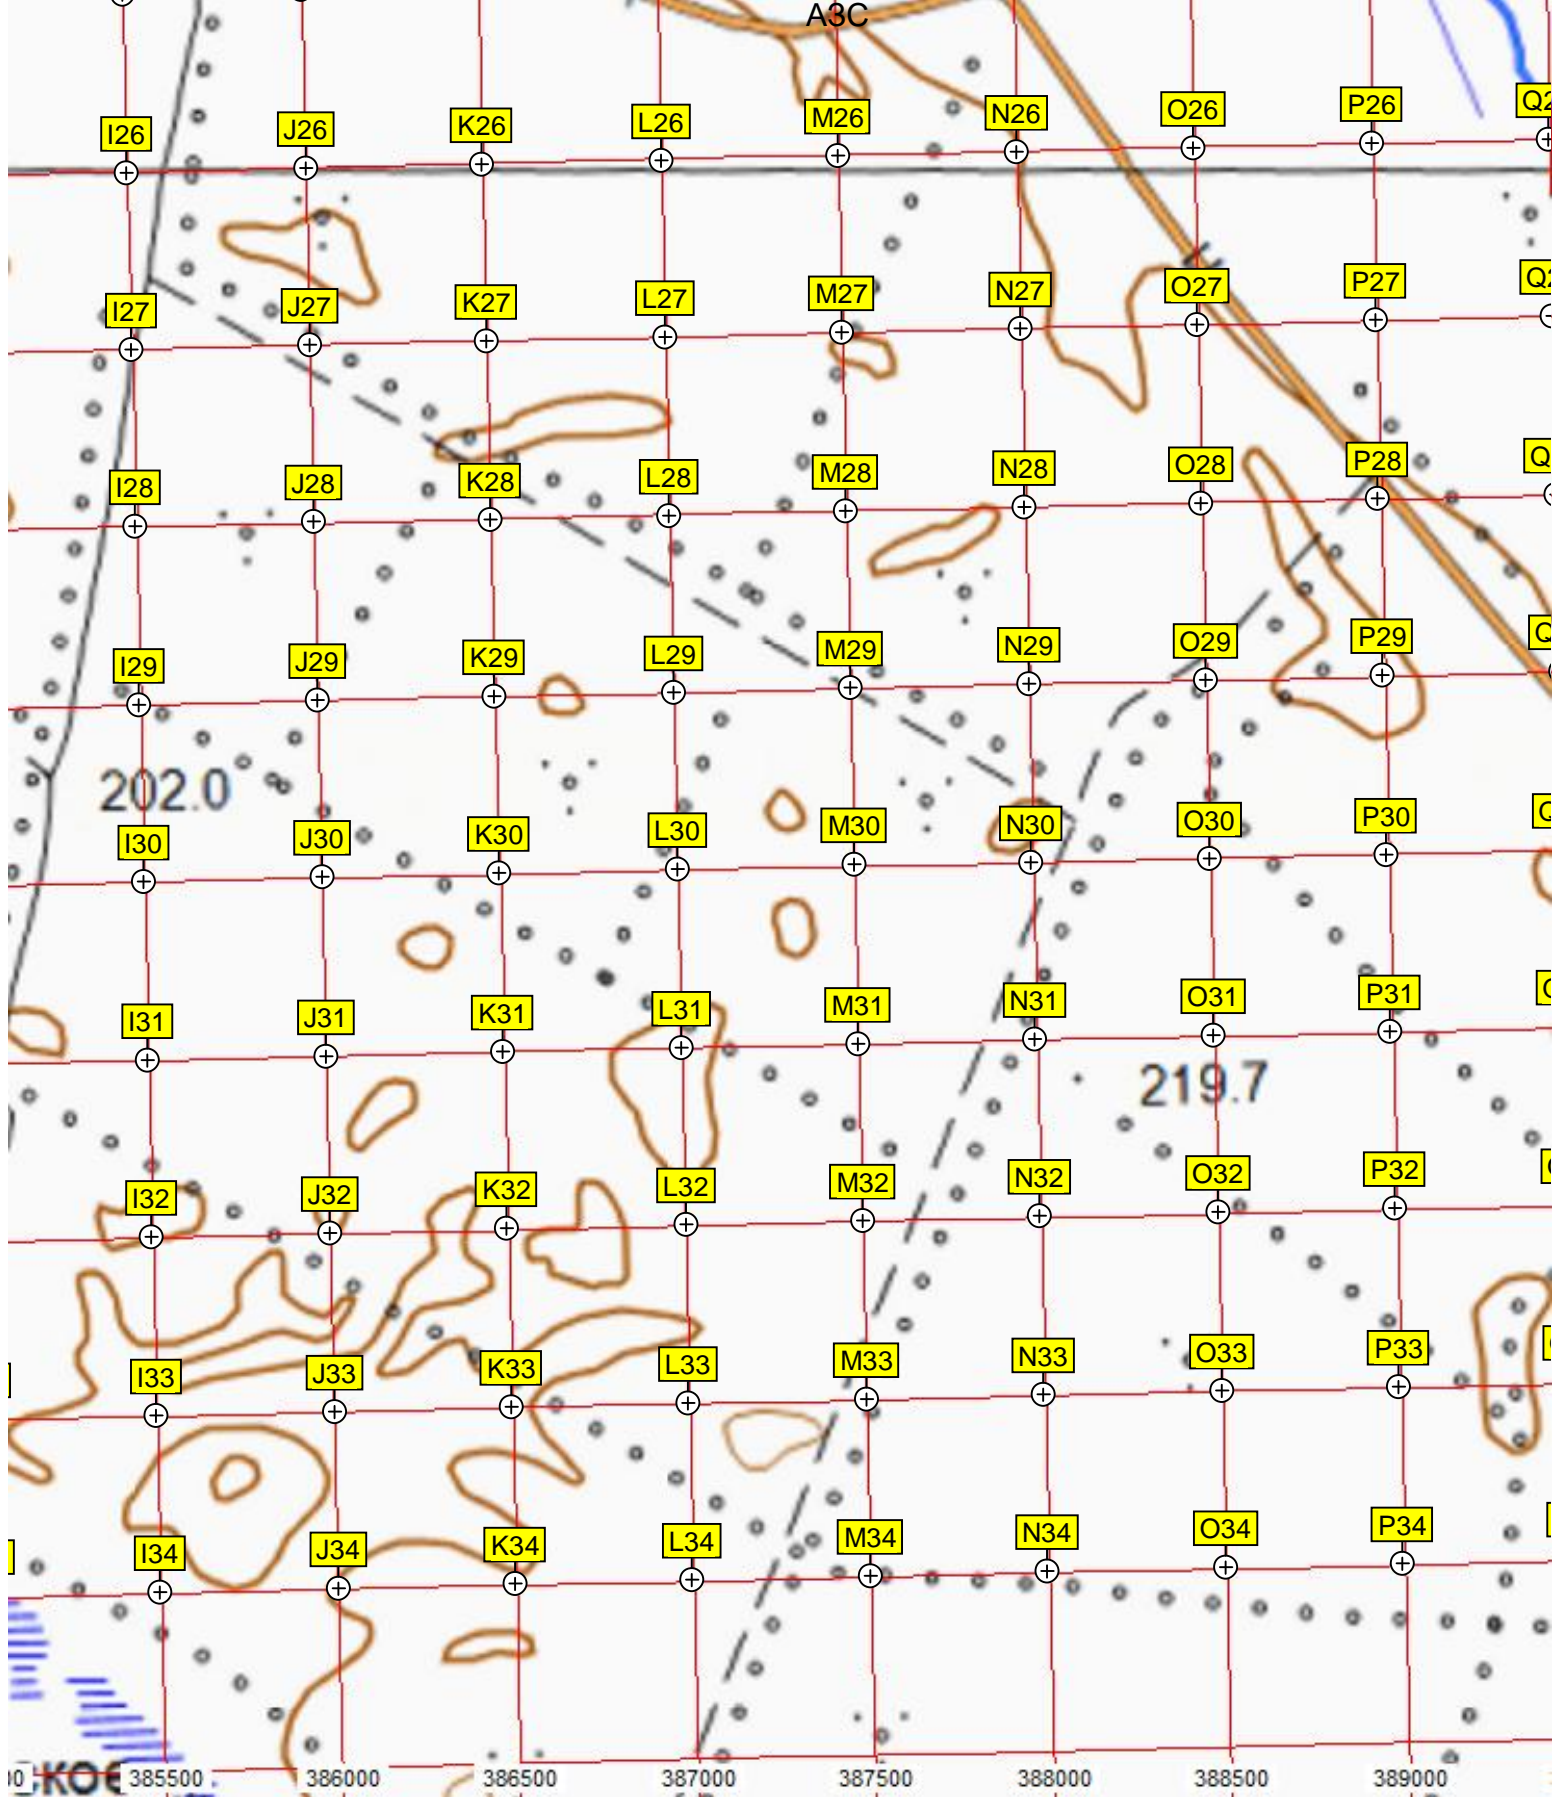 АЗС
I26 J26 K26 L26 M26 N26 O26 P26
I27 J27 K27 L27 M27 N27 O27 P27
I28 J28 K28 L28 M28 N28 O28 P28
I29 J29 K29 L29 M29 N29 O29 P29
202.0
I30 J30 K30 L30 M30 N30 O30 P30
I31 J31 K31 L31 M31 N31 O31 P31
219.7
I32 J32 K32 L32 M32 N32 O32 P32
I33 J33 K33 L33 M33 N33 O33 P33
I34 J34 K34 L34 M34 N34 O34 P34
385500 386000 386500 387000 387500 388000 388500 389000